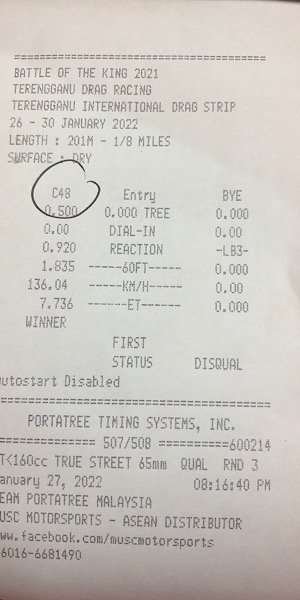 ==============================
BATTLE OF THE KING 2021
TERENGGANU DRAG RACING
TERENGGANU INTERNATIONAL DRAG STRIP
26 - 30 JANUARY 2022
LENGTH : 201M - 1/8 MILES
SURFACE : DRY
C48 Entry BYE
0.500 0.000 TREE 0.000
0.00 DIAL-IN 0.00
0.920 REACTION -LB3-
1.835 -----60FT----- 0.000
136.04 -----KM/H----- 0.00
7.736 ------ET------ 0.000
WINNER
FIRST
STATUS DISQUAL
utostart Disabled
==============================
PORTATREE TIMING SYSTEMS, INC.
============ 507/508 ==========600214
T<160cc TRUE STREET 65mm QUAL RND 3
anuary 27, 2022 08:16:40 PM
EAM PORTATREE MALAYSIA
USC MOTORSPORTS - ASEAN DISTRIBUTOR
ww.facebook.com/muscmotorsports
6016-6681490